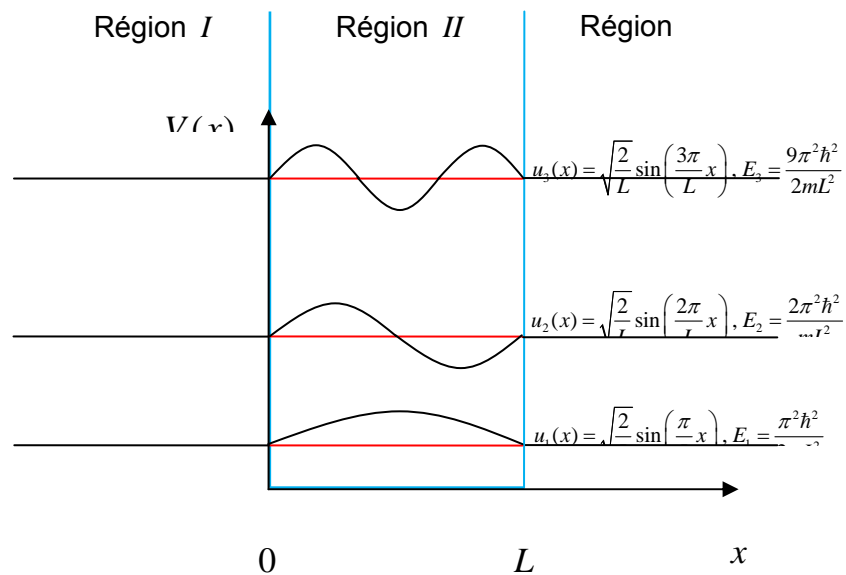 Région I Région II Région
V(x)
u₃(x) = √(2/L) sin(3π/L x), E₃ = 9π²ħ²/2mL²
u₂(x) = √(2/L) sin(2π/L x), E₂ = 2π²ħ²/mL²
u₁(x) = √(2/L) sin(π/L x), E₁ = π²ħ²/
0 L x